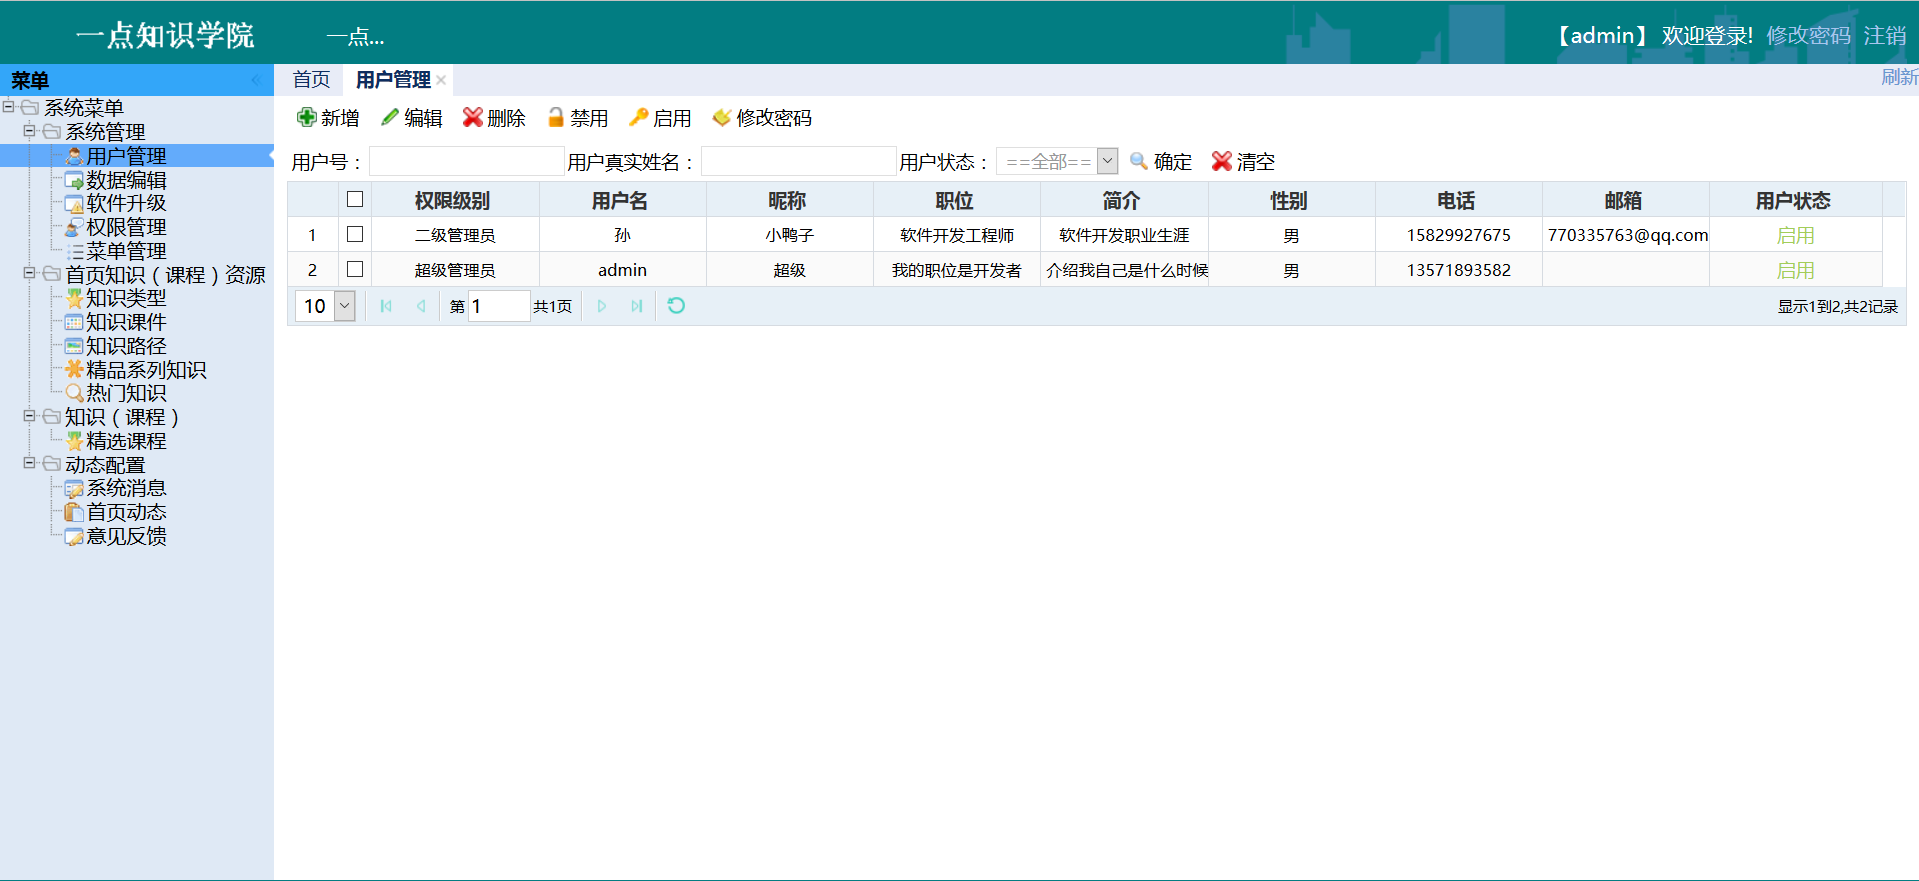 一点知识学院 一点... 【admin】 欢迎登录! 修改密码 注销
菜单
系统菜单
系统管理
用户管理
数据编辑
软件升级
权限管理
菜单管理
首页知识（课程）资源
知识类型
知识课件
知识路径
精品系列知识
热门知识
知识（课程）
精选课程
动态配置
系统消息
首页动态
意见反馈
首页 用户管理 刷新
新增 编辑 删除 禁用 启用 修改密码
用户号： 用户真实姓名： 用户状态： ==全部== 确定 清空
权限级别 用户名 昵称 职位 简介 性别 电话 邮箱 用户状态
1 二级管理员 孙 小鸭子 软件开发工程师 软件开发职业生涯 男 15829927675 770335763@qq.com 启用
2 超级管理员 admin 超级 我的职位是开发者 介绍我自己是什么时候 男 13571893582 启用
10 第 1 共1页 显示1到2,共2记录